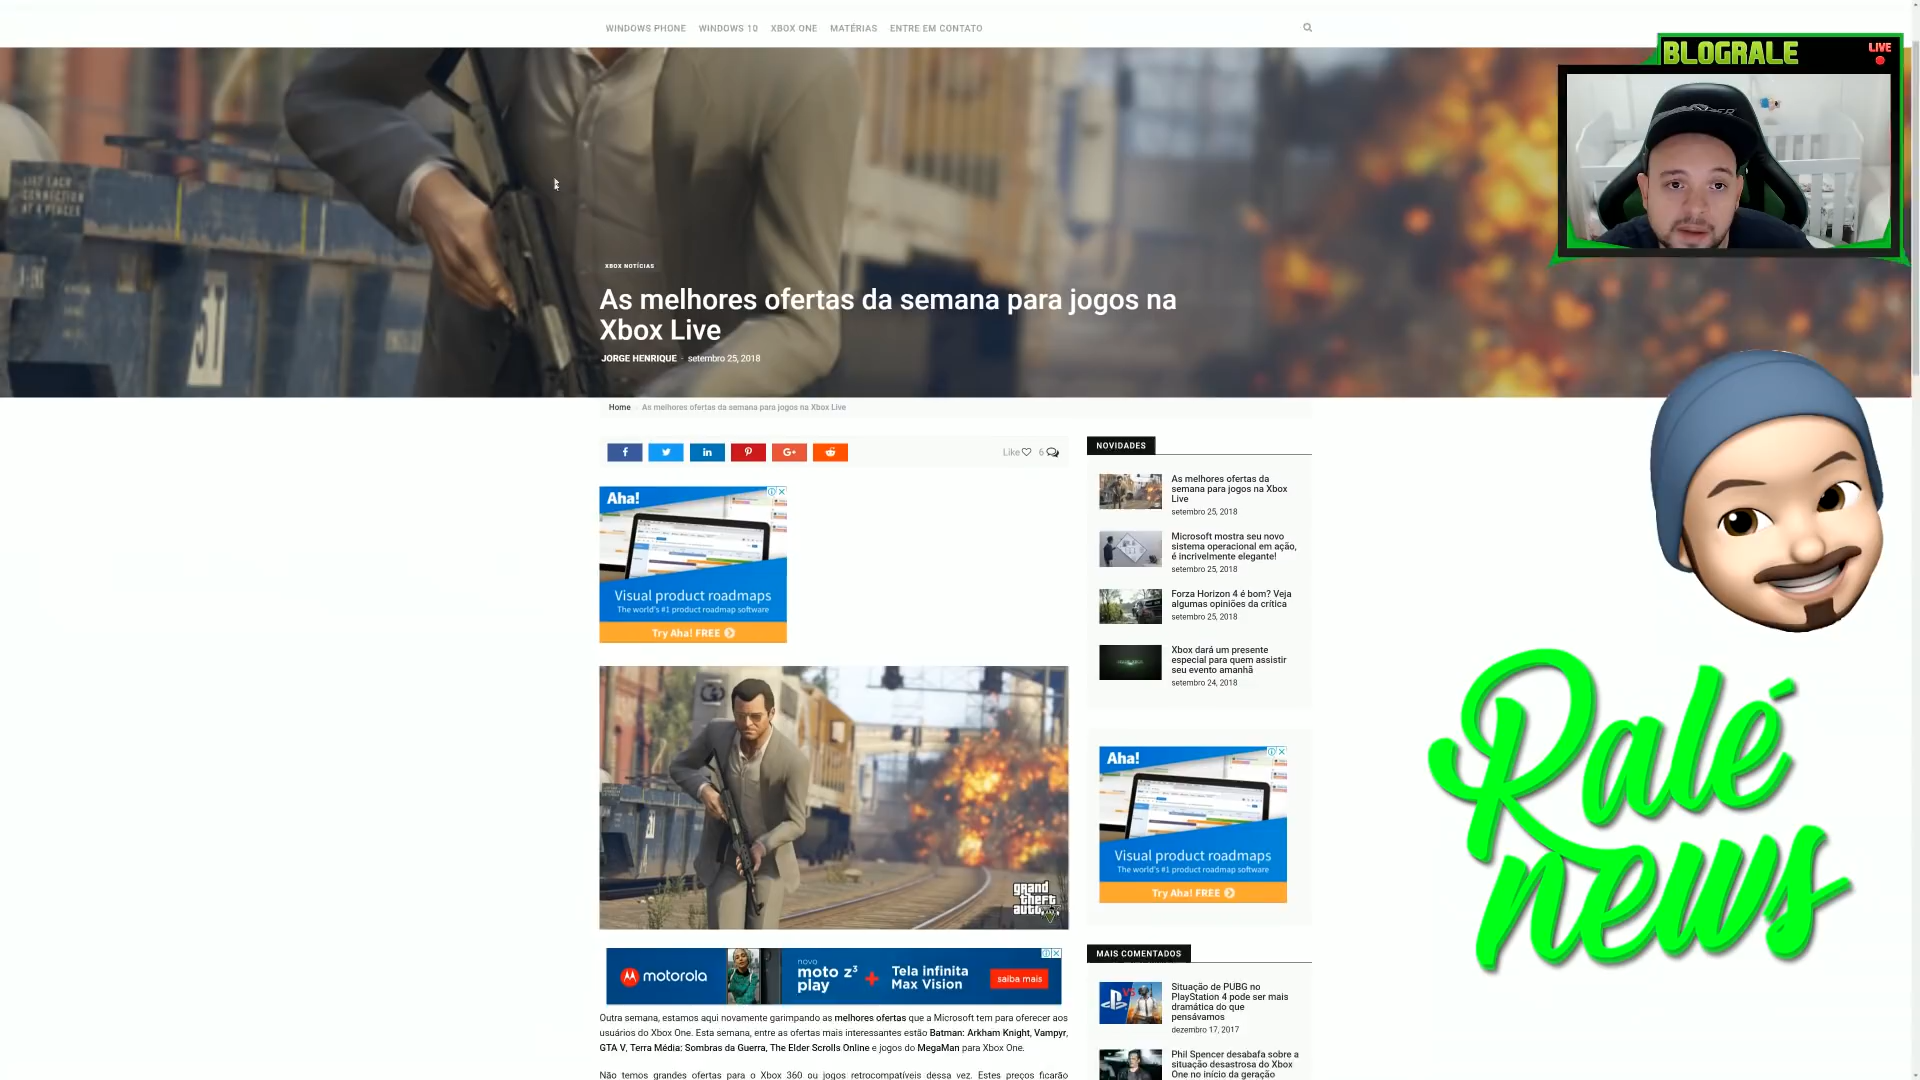 WINDOWS PHONE WINDOWS 10 XBOX ONE MATÉRIAS ENTRE EM CONTATO
BLOGRALE
LIVE
XBOX NOTÍCIAS
As melhores ofertas da semana para jogos na
Xbox Live
JORGE HENRIQUE - setembro 25, 2018
Home As melhores ofertas da semana para jogos na Xbox Live
Like 6
Aha!
Visual product roadmaps
The world's #1 product roadmap software
Try Aha! FREE
grand
theft
auto
V
motorola
novo
moto z³
play
+
Tela infinita
Max Vision
saiba mais
Outra semana, estamos aqui novamente garimpando as melhores ofertas que a Microsoft tem para oferecer aos
usuários do Xbox One. Esta semana, entre as ofertas mais interessantes estão Batman: Arkham Knight, Vampyr,
GTA V, Terra Média: Sombras da Guerra, The Elder Scrolls Online e jogos do MegaMan para Xbox One.
Não temos grandes ofertas para o Xbox 360 ou jogos retrocompatíveis dessa vez. Estes preços ficarão
NOVIDADES
As melhores ofertas da
semana para jogos na Xbox
Live
setembro 25, 2018
Microsoft mostra seu novo
sistema operacional em ação,
é incrivelmente elegante!
setembro 25, 2018
Forza Horizon 4 é bom? Veja
algumas opiniões da crítica
setembro 25, 2018
Xbox dará um presente
especial para quem assistir
seu evento amanhã
setembro 24, 2018
Aha!
Visual product roadmaps
The world's #1 product roadmap software
Try Aha! FREE
MAIS COMENTADOS
Situação de PUBG no
PlayStation 4 pode ser mais
dramática do que
pensávamos
dezembro 17, 2017
Phil Spencer desabafa sobre a
situação desastrosa do Xbox
One no início da geração
Ralé
news